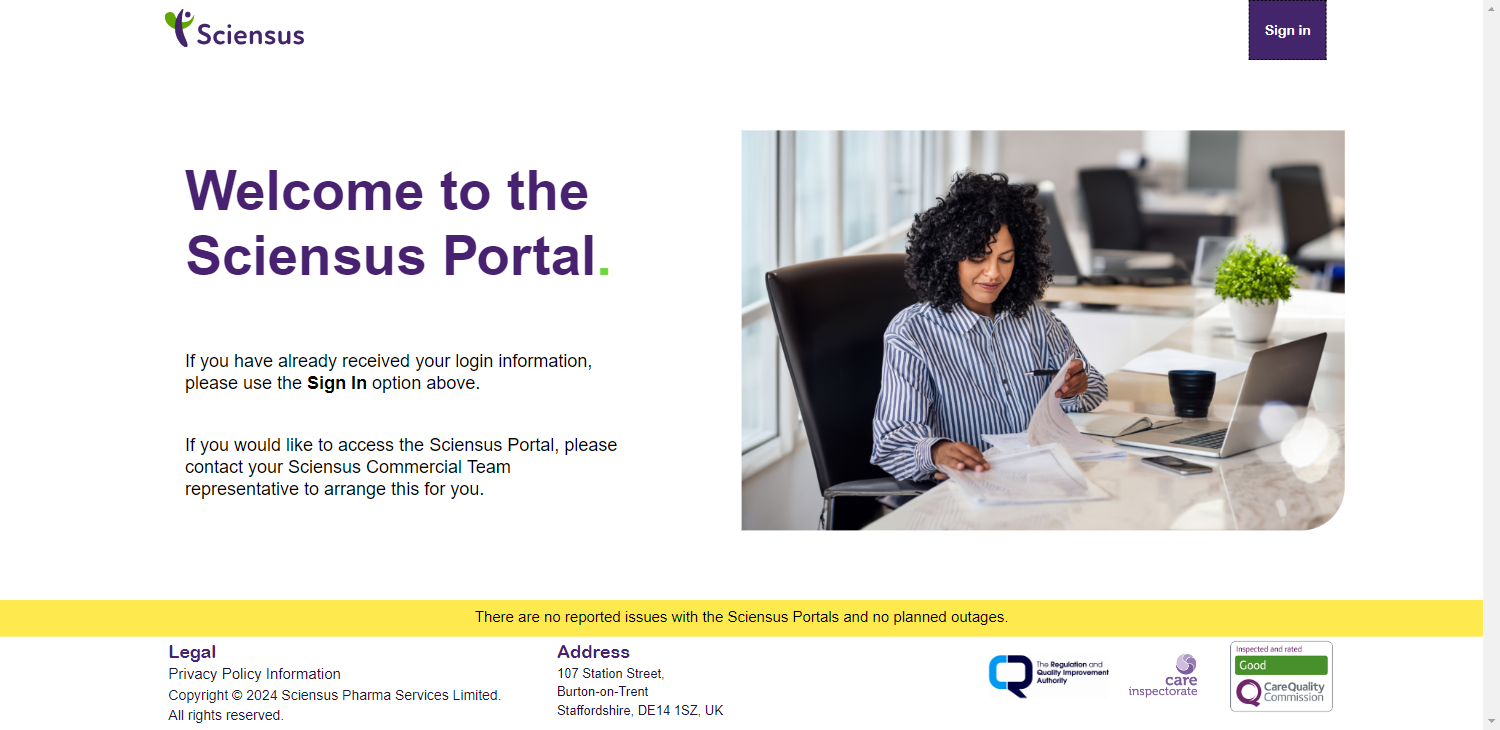 Sciensus
Sign in
Welcome to the
Sciensus Portal.
If you have already received your login information,
please use the Sign In option above.
If you would like to access the Sciensus Portal, please
contact your Sciensus Commercial Team
representative to arrange this for you.
There are no reported issues with the Sciensus Portals and no planned outages.
Legal
Privacy Policy Information
Copyright © 2024 Sciensus Pharma Services Limited.
All rights reserved.
Address
107 Station Street,
Burton-on-Trent
Staffordshire, DE14 1SZ, UK
The Regulation and
Quality Improvement
Authority
care
inspectorate
Inspected and rated
Good
CareQuality
Commission